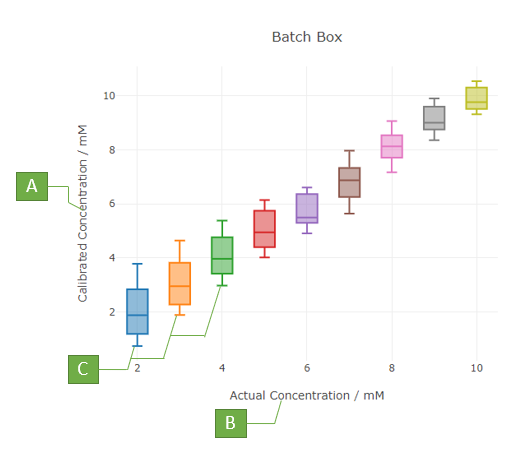 Batch Box
10
8
6
4
2
Calibrated Concentration / mM
A
C
2 4 6 8 10
Actual Concentration / mM
B